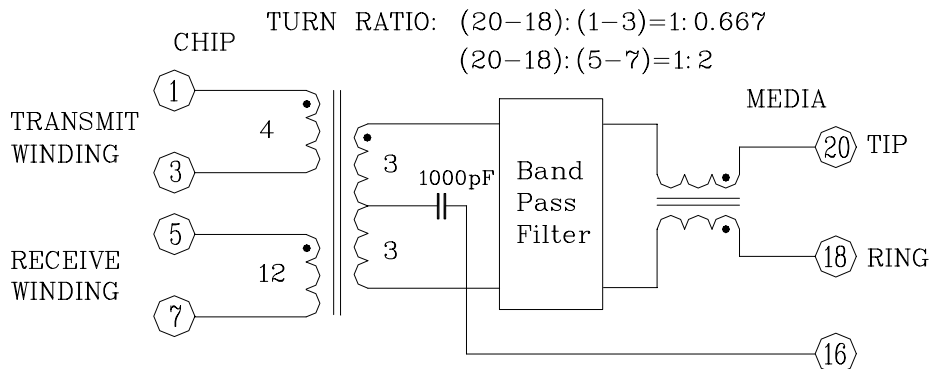 TURN RATIO: (20-18):(1-3)=1:0.667
(20-18):(5-7)=1:2
CHIP
MEDIA
1
TRANSMIT
WINDING
4
3
5
RECEIVE
WINDING
12
7
3
3
1000pF
Band
Pass
Filter
20 TIP
18 RING
16